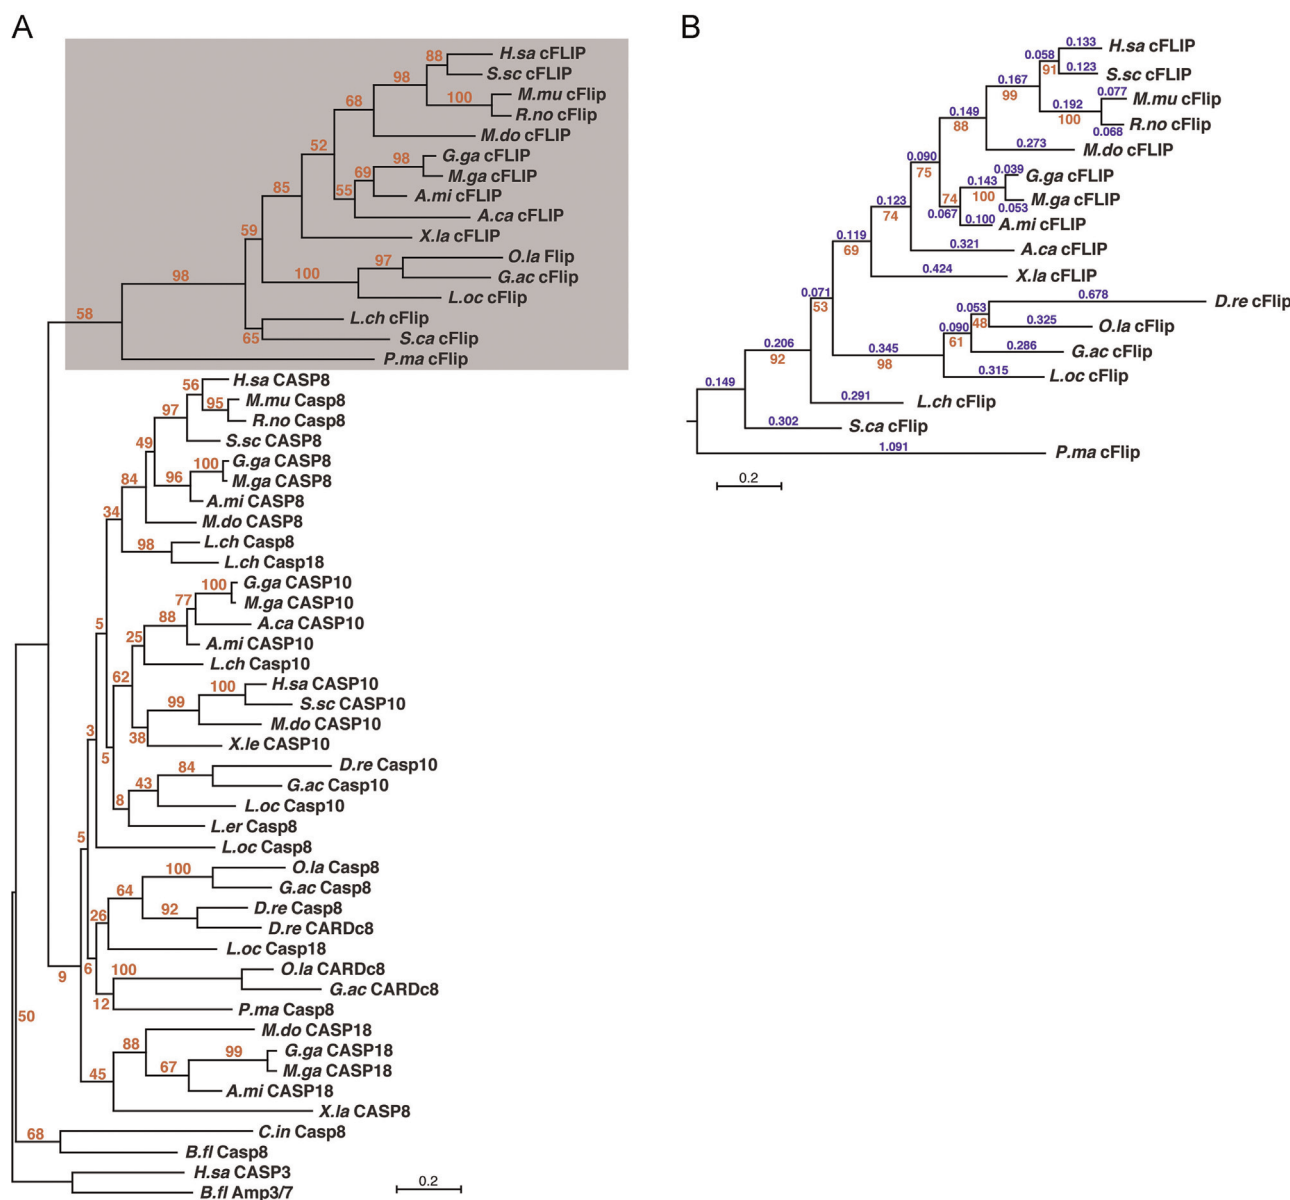 A
88
H.sa cFLIP
S.sc cFLIP
98
100
M.mu cFlip
R.no cFlip
68
M.do cFLIP
52
98
G.ga cFLIP
M.ga cFLIP
69
A.mi cFLIP
55
A.ca cFLIP
85
X.la cFLIP
59
97
O.la Flip
G.ac cFlip
100
L.oc cFlip
98
L.ch cFlip
65
S.ca cFlip
58
P.ma cFlip
56
H.sa CASP8
95
M.mu Casp8
R.no Casp8
97
S.sc CASP8
49
100
G.ga CASP8
M.ga CASP8
96
A.mi CASP8
84
M.do CASP8
34
98
L.ch Casp8
L.ch Casp18
100
G.ga CASP10
M.ga CASP10
77
A.ca CASP10
88
A.mi CASP10
25
L.ch Casp10
5
62
100
H.sa CASP10
S.sc CASP10
99
M.do CASP10
38
X.le CASP10
3
5
84
D.re Casp10
G.ac Casp10
43
L.oc Casp10
8
L.er Casp8
5
L.oc Casp8
100
O.la Casp8
G.ac Casp8
64
92
D.re Casp8
D.re CARDc8
26
L.oc Casp18
6
100
O.la CARDc8
G.ac CARDc8
12
P.ma Casp8
9
50
M.do CASP18
88
99
G.ga CASP18
M.ga CASP18
67
A.mi CASP18
45
X.la CASP8
68
C.in Casp8
B.fl Casp8
H.sa CASP3
B.fl Amp3/7
0.2
B
0.133
H.sa cFLIP
0.058
91
0.123
S.sc cFLIP
0.167
99
0.077
M.mu cFlip
0.192
100
0.068
R.no cFlip
0.149
88
0.273
M.do cFLIP
0.090
75
0.039
G.ga cFLIP
0.143
100
0.053
M.ga cFLIP
74
0.067
0.100
A.mi cFLIP
0.123
74
0.321
A.ca cFLIP
0.119
69
0.424
X.la cFLIP
0.071
53
0.678
D.re cFlip
0.053
48
0.325
O.la cFlip
0.090
61
0.286
G.ac cFlip
0.345
98
0.315
L.oc cFlip
0.206
92
0.291
L.ch cFlip
0.149
0.302
S.ca cFlip
1.091
P.ma cFlip
0.2